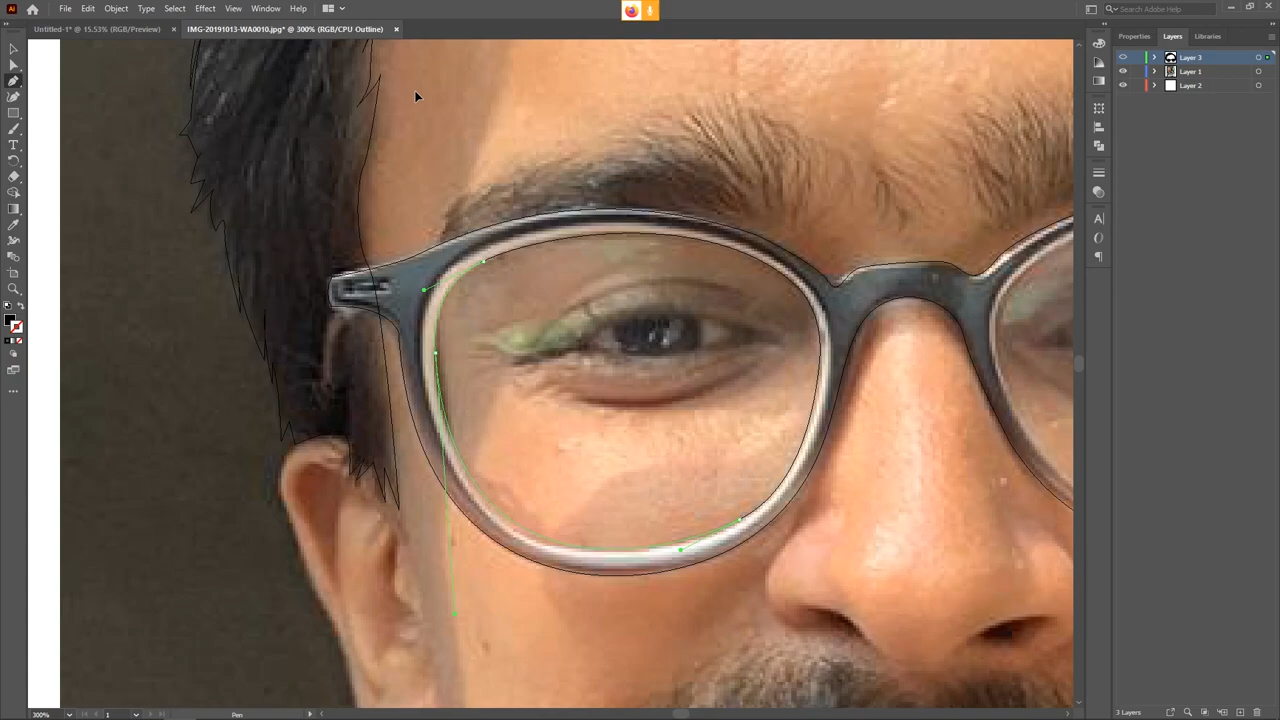 Ai File Edit Object Type Select Effect View Window Help Search Adobe Help
Untitled-1* @ 15.53% (RGB/Preview) × IMG-20191013-WA0010.jpg* @ 300% (RGB/CPU Outline) ×
Properties Layers Libraries
Layer 3
Layer 1
Layer 2
300% 1 Pen 3 Layers